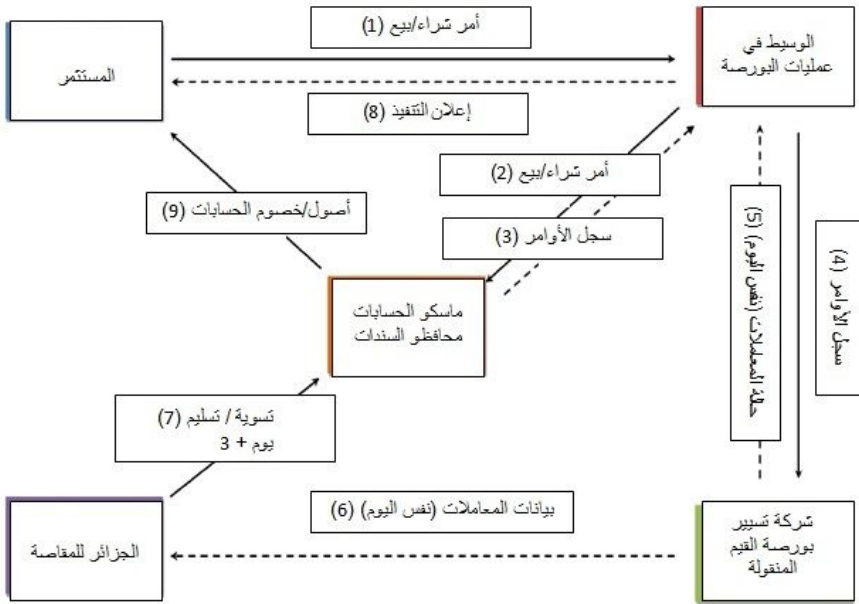 أمر شراء/بيع (1)
المستثمر
الوسيط في
عمليات البورصة
إعلان التنفيذ (8)
أمر شراء/بيع (2)
أصول/خصوم الحسابات (9)
سجل الأوامر (3)
حالة المعاملات (نفس اليوم) (5)
سجل الأوامر (4)
ماسكو الحسابات
محافظو السندات
تسوية / تسليم (7)
يوم + 3
بيانات المعاملات (نفس اليوم) (6)
الجزائر للمقاصة
شركة تسيير
بورصة القيم
المنقولة